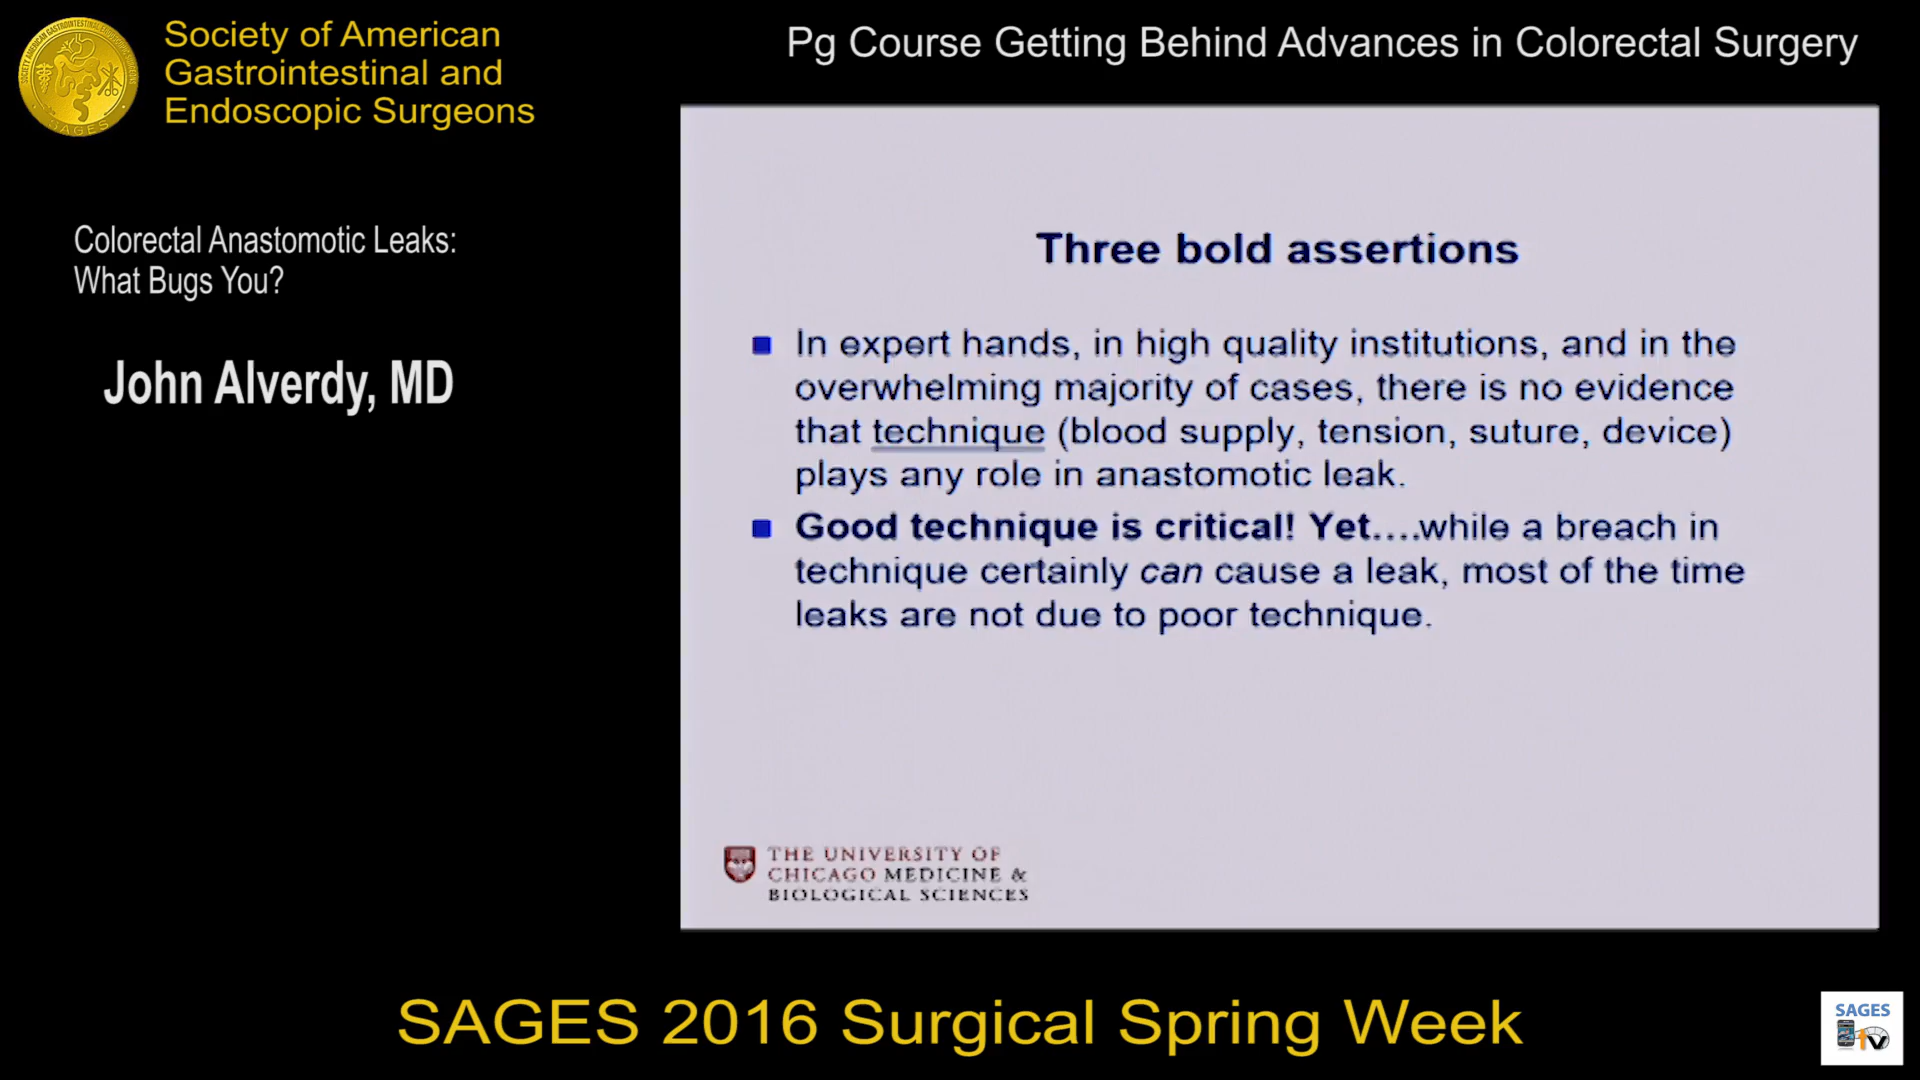 Society of American
Gastrointestinal and
Endoscopic Surgeons
Pg Course Getting Behind Advances in Colorectal Surgery
Colorectal Anastomotic Leaks:
What Bugs You?
John Alverdy, MD
Three bold assertions
In expert hands, in high quality institutions, and in the
overwhelming majority of cases, there is no evidence
that technique (blood supply, tension, suture, device)
plays any role in anastomotic leak.
Good technique is critical! Yet....while a breach in
technique certainly can cause a leak, most of the time
leaks are not due to poor technique.
THE UNIVERSITY OF
CHICAGO MEDICINE &
BIOLOGICAL SCIENCES
SAGES 2016 Surgical Spring Week
SAGES
tv